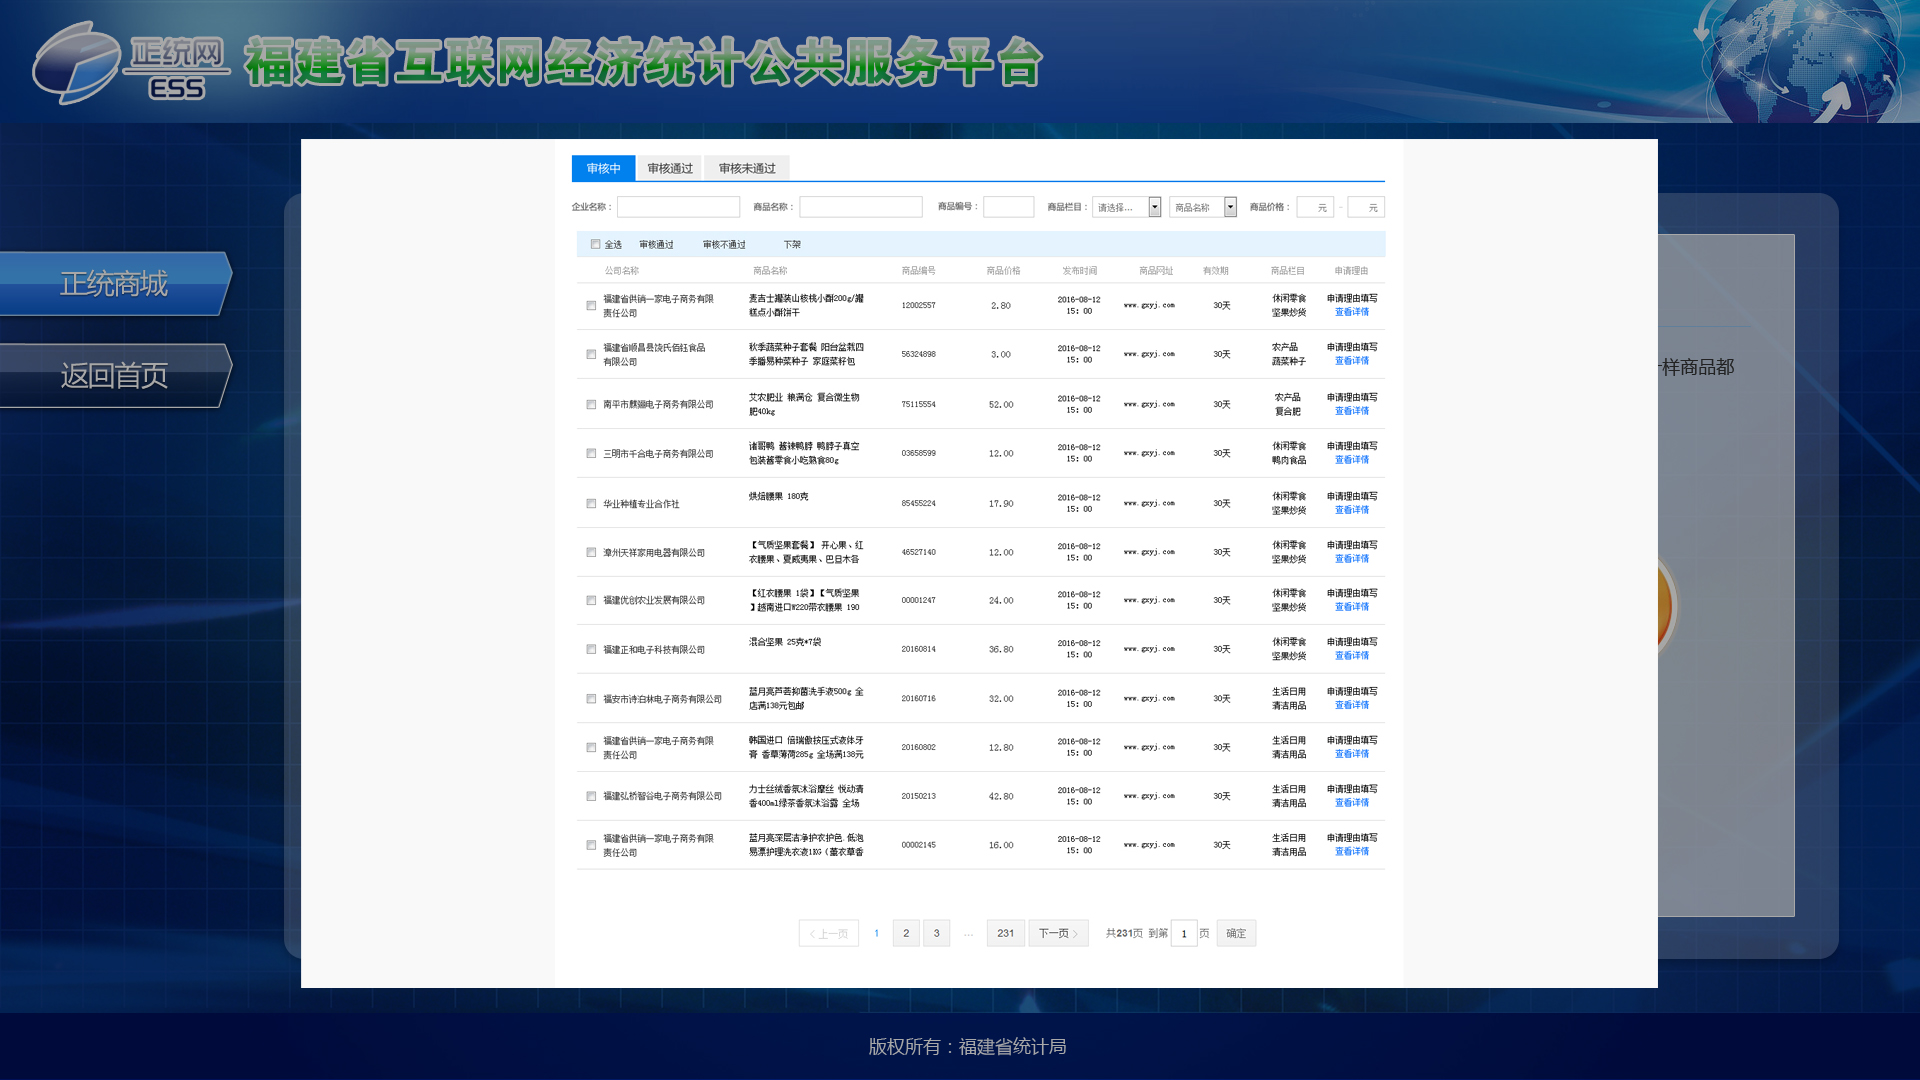 正统网
ESS
福建省互联网经济统计公共服务平台
正统商城
返回首页
审核中 审核通过 审核未通过
企业名称： 商品名称： 商品编号： 商品栏目： 请选择... 商品名称 商品价格： 元 - 元
全选 审核通过 审核不通过 下架
公司名称 商品名称 商品编号 商品价格 发布时间 商品网址 有效期 商品栏目 申请理由
福建省供销一家电子商务有限 麦吉士罐装山核桃小酥200g/罐 2016-08-12 休闲零食 申请理由填写
12002557 2.80 www.gxyj.com 30天
责任公司 糕点小酥饼干 15：00 坚果炒货 查看详情
福建省顺昌县饶氏佰钰食品 秋季蔬菜种子套餐 阳台盆栽四 2016-08-12 农产品 申请理由填写
56324898 3.00 www.gxyj.com 30天
有限公司 季播易种菜种子 家庭菜籽包 15：00 蔬菜种子 查看详情
艾农肥业 粮满仓 复合微生物 2016-08-12 农产品 申请理由填写
南平市麒姗电子商务有限公司 75115554 52.00 www.gxyj.com 30天
肥40kg 15：00 复合肥 查看详情
诸哥鸭 酱辣鸭脖 鸭脖子真空 2016-08-12 休闲零食 申请理由填写
三明市千合电子商务有限公司 03658599 12.00 www.gxyj.com 30天
包装酱零食小吃熟食80g 15：00 鸭肉食品 查看详情
烘焙腰果 180克 2016-08-12 休闲零食 申请理由填写
华业种植专业合作社 85455224 17.90 www.gxyj.com 30天
15：00 坚果炒货 查看详情
【气质坚果套餐】 开心果、红 2016-08-12 休闲零食 申请理由填写
漳州天祥家用电器有限公司 46527140 12.00 www.gxyj.com 30天
衣腰果、夏威夷果、巴旦木各 15：00 坚果炒货 查看详情
【红衣腰果 1袋】【气质坚果 2016-08-12 休闲零食 申请理由填写
福建优创农业发展有限公司 00001247 24.00 www.gxyj.com 30天
】越南进口W220带衣腰果 190 15：00 坚果炒货 查看详情
混合坚果 25克*7袋 2016-08-12 休闲零食 申请理由填写
福建正和电子科技有限公司 20160814 36.80 www.gxyj.com 30天
15：00 坚果炒货 查看详情
蓝月亮芦荟抑菌洗手液500g 全 2016-08-12 生活日用 申请理由填写
福安市诗泊林电子商务有限公司 20160716 32.00 www.gxyj.com 30天
店满138元包邮 15：00 清洁用品 查看详情
福建省供销一家电子商务有限 韩国进口 倍瑞傲按压式液体牙 2016-08-12 生活日用 申请理由填写
20160802 12.80 www.gxyj.com 30天
责任公司 膏 香草薄荷285g 全场满138元 15：00 清洁用品 查看详情
力士丝绒香氛沐浴摩丝 悦动清 2016-08-12 生活日用 申请理由填写
福建弘桥智谷电子商务有限公司 20150213 42.80 www.gxyj.com 30天
香400ml绿茶香氛沐浴露 全场 15：00 清洁用品 查看详情
福建省供销一家电子商务有限 蓝月亮深层洁净护衣护色.低泡 2016-08-12 生活日用 申请理由填写
00002145 16.00 www.gxyj.com 30天
责任公司 易漂护理洗衣液1KG（薰衣草香 15：00 清洁用品 查看详情
<上一页 1 2 3 ... 231 下一页> 共231页 到第 1 页 确定
样商品都
版权所有：福建省统计局